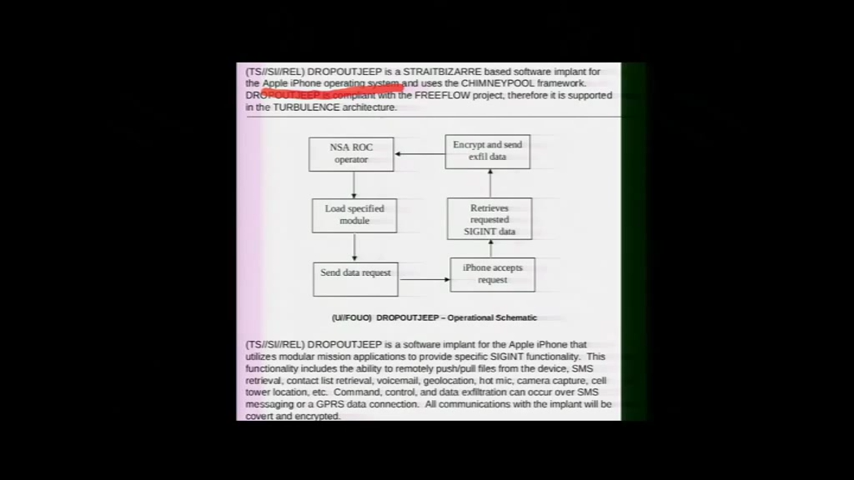 (TS//SI//REL) DROPOUTJEEP is a STRAITBIZARRE based software implant for
the Apple iPhone operating system and uses the CHIMNEYPOOL framework.
DROPOUTJEEP is compliant with the FREEFLOW project, therefore it is supported
in the TURBULENCE architecture.
NSA ROC
operator
Encrypt and send
exfil data
Load specified
module
Retrieves
requested
SIGINT data
Send data request
iPhone accepts
request
(U//FOUO) DROPOUTJEEP – Operational Schematic
(TS//SI//REL) DROPOUTJEEP is a software implant for the Apple iPhone that
utilizes modular mission applications to provide specific SIGINT functionality. This
functionality includes the ability to remotely push/pull files from the device, SMS
retrieval, contact list retrieval, voicemail, geolocation, hot mic, camera capture, cell
tower location, etc. Command, control, and data exfiltration can occur over SMS
messaging or a GPRS data connection. All communications with the implant will be
covert and encrypted.